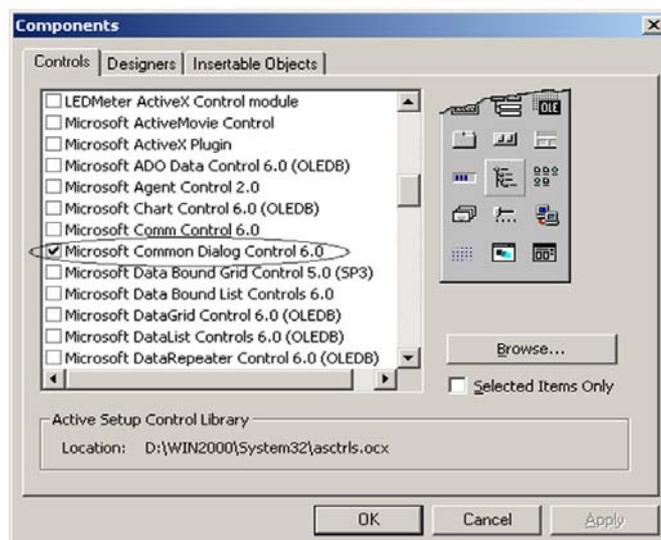 Components
Controls
Designers
Insertable Objects
LEDMeter ActiveX Control module
Microsoft ActiveMovie Control
Microsoft ActiveX Plugin
Microsoft ADO Data Control 6.0 (OLEDB)
Microsoft Agent Control 2.0
Microsoft Chart Control 6.0 (OLEDB)
Microsoft Comm Control 6.0
Microsoft Common Dialog Control 6.0
Microsoft Data Bound Grid Control 5.0 (SP3)
Microsoft Data Bound List Controls 6.0
Microsoft DataGrid Control 6.0 (OLEDB)
Microsoft DataList Controls 6.0 (OLEDB)
Microsoft DataRepeater Control 6.0 (OLEDB)
OLE
Browse...
Selected Items Only
Active Setup Control Library
Location: D:\WIN2000\System32\asctrls.ocx
OK
Cancel
Apply